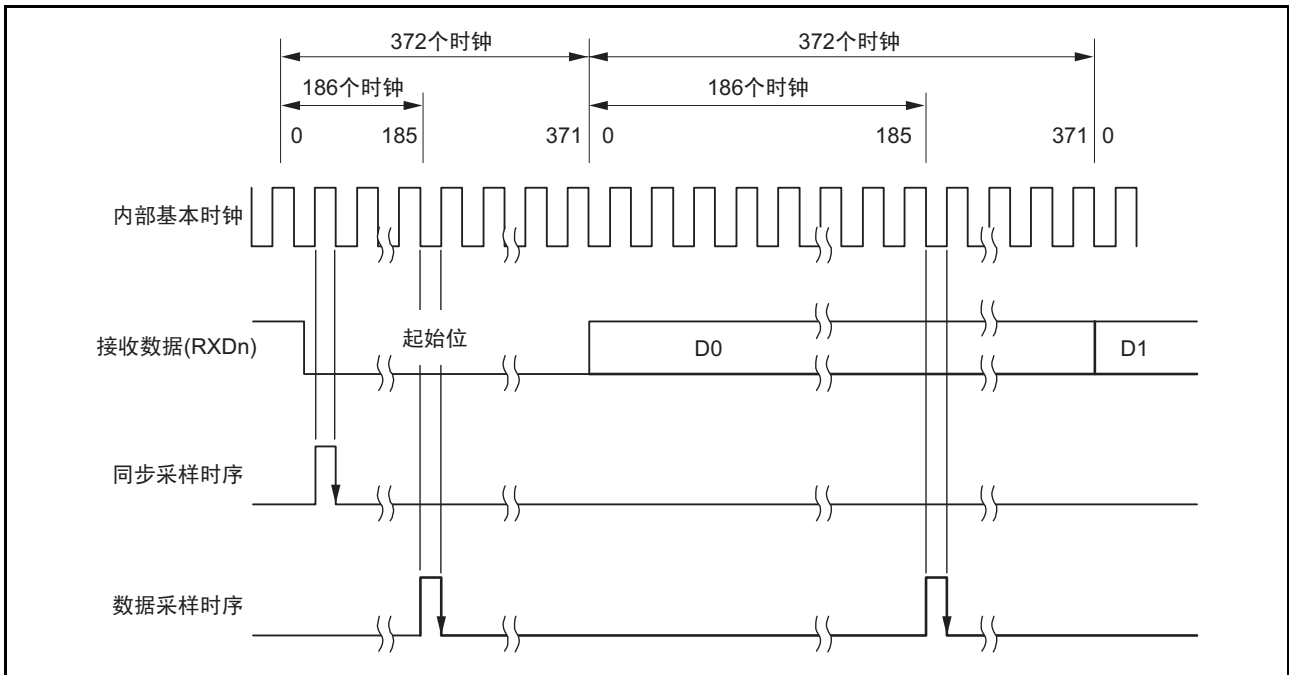 372个时钟 372个时钟
186个时钟 186个时钟
0 185 371 0 185 371 0
内部基本时钟
接收数据(RXDn) 起始位 D0 D1
同步采样时序
数据采样时序